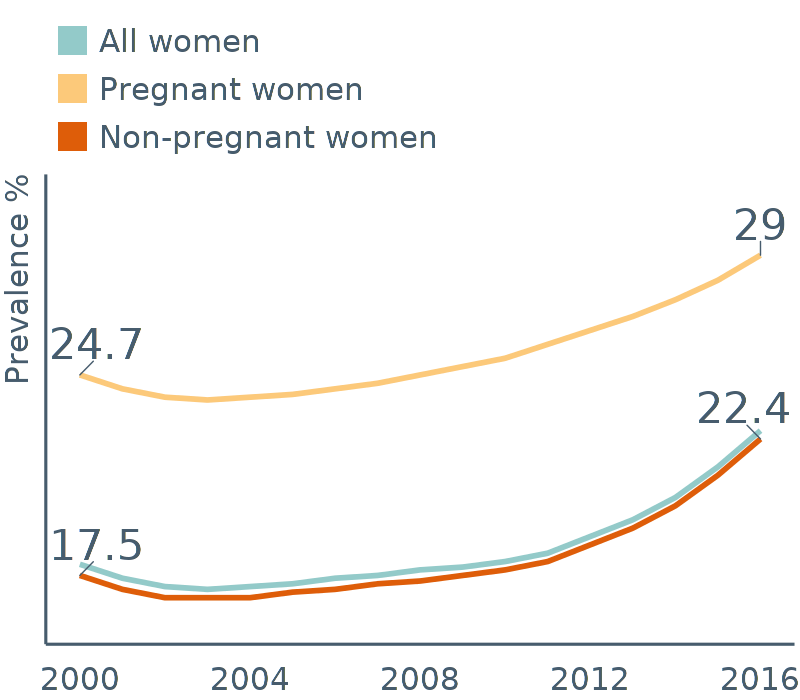 All women
Pregnant women
Non-pregnant women
Prevalence %
29
24.7
22.4
17.5
2000 2004 2008 2012 2016